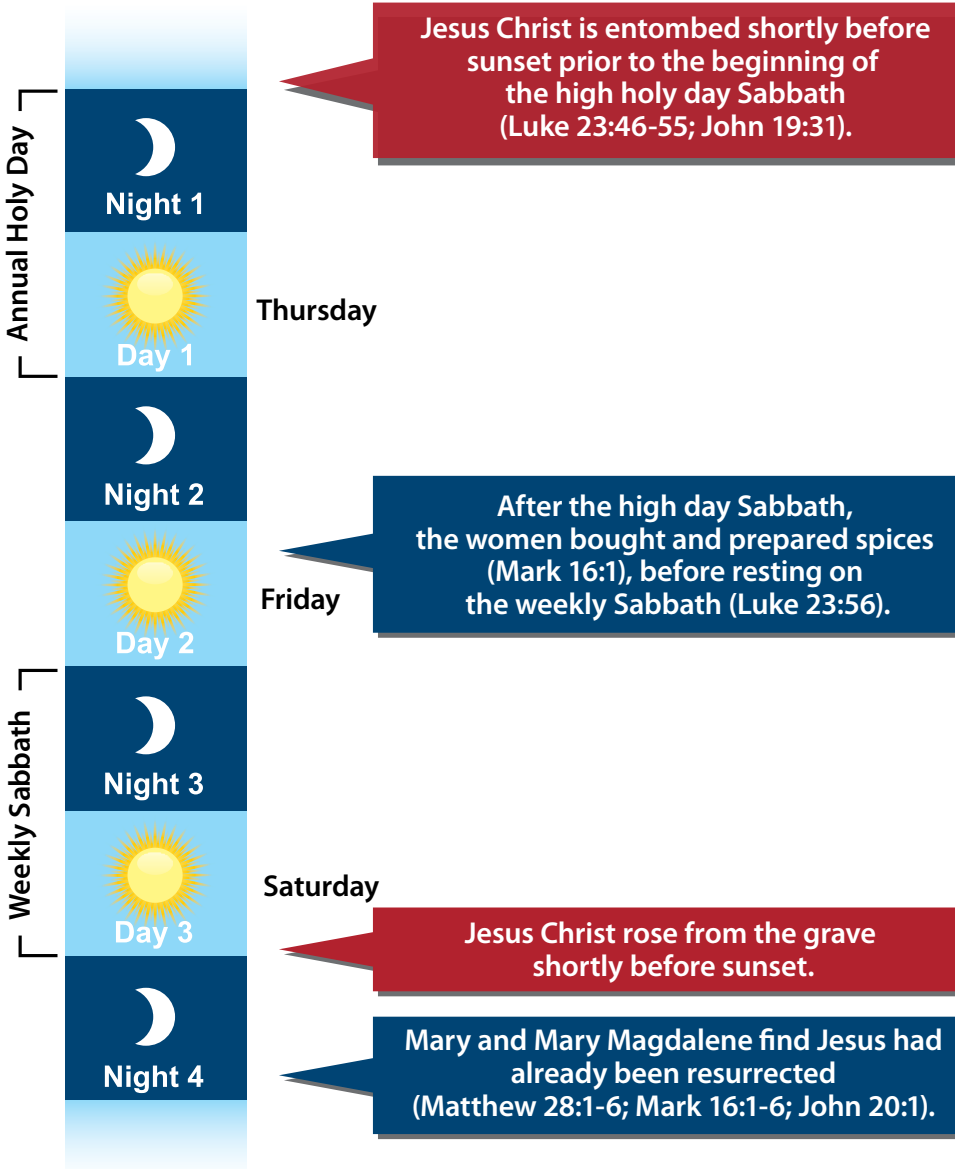 Jesus Christ is entombed shortly before
sunset prior to the beginning of
the high holy day Sabbath
(Luke 23:46-55; John 19:31).
Annual Holy Day
Night 1
Thursday
Day 1
Night 2
After the high day Sabbath,
the women bought and prepared spices
(Mark 16:1), before resting on
the weekly Sabbath (Luke 23:56).
Friday
Day 2
Weekly Sabbath
Night 3
Saturday
Day 3
Jesus Christ rose from the grave
shortly before sunset.
Night 4
Mary and Mary Magdalene find Jesus had
already been resurrected
(Matthew 28:1-6; Mark 16:1-6; John 20:1).